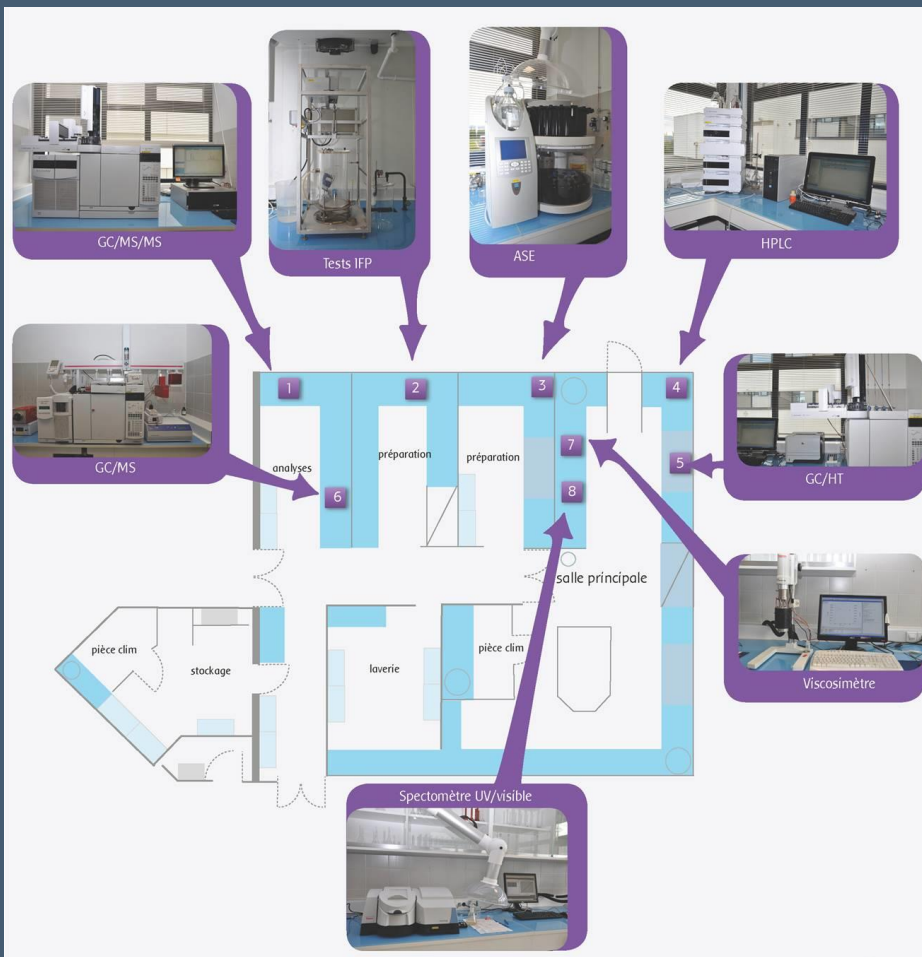 GC/MS/MS
Tests IFP
ASE
HPLC
GC/MS
GC/HT
Viscosimètre
Spectomètre UV/visible
1
2
3
4
5
6
7
8
analyses
préparation
préparation
salle principale
pièce clim
stockage
laverie
pièce clim